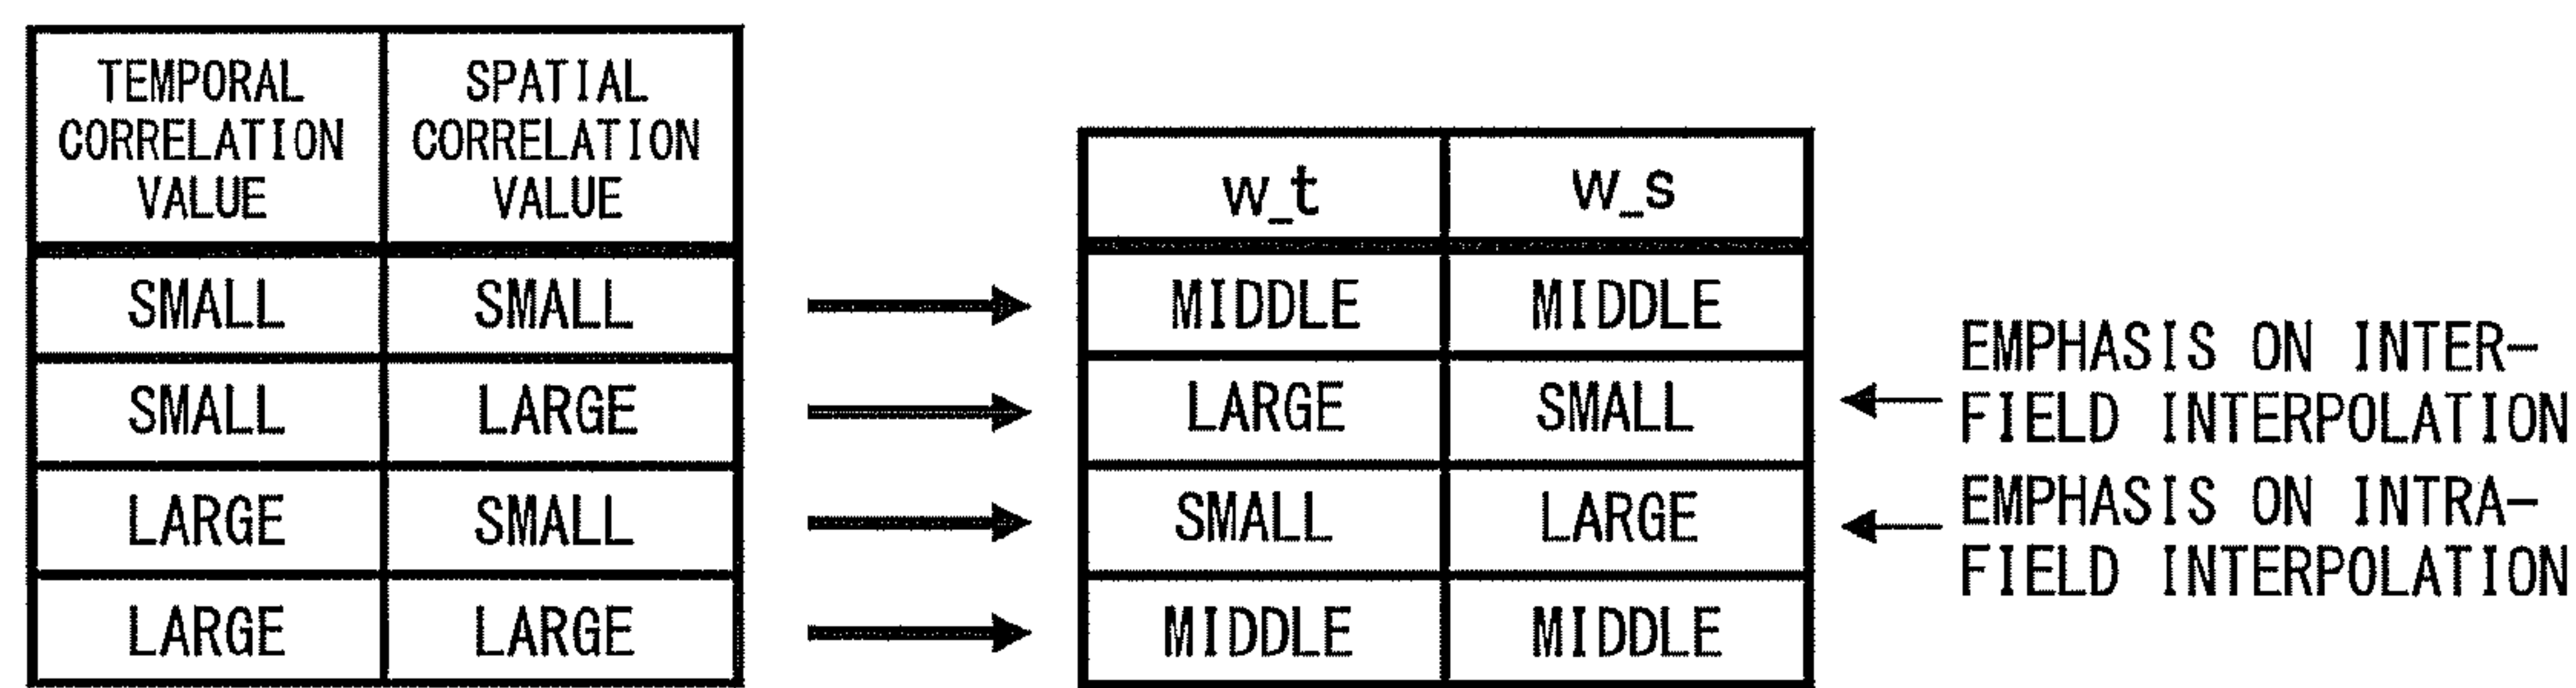 TEMPORAL CORRELATION VALUE SPATIAL CORRELATION VALUE
w_t w_s
SMALL SMALL MIDDLE MIDDLE
SMALL LARGE LARGE SMALL EMPHASIS ON INTER-
FIELD INTERPOLATION
LARGE SMALL SMALL LARGE EMPHASIS ON INTRA-
FIELD INTERPOLATION
LARGE LARGE MIDDLE MIDDLE